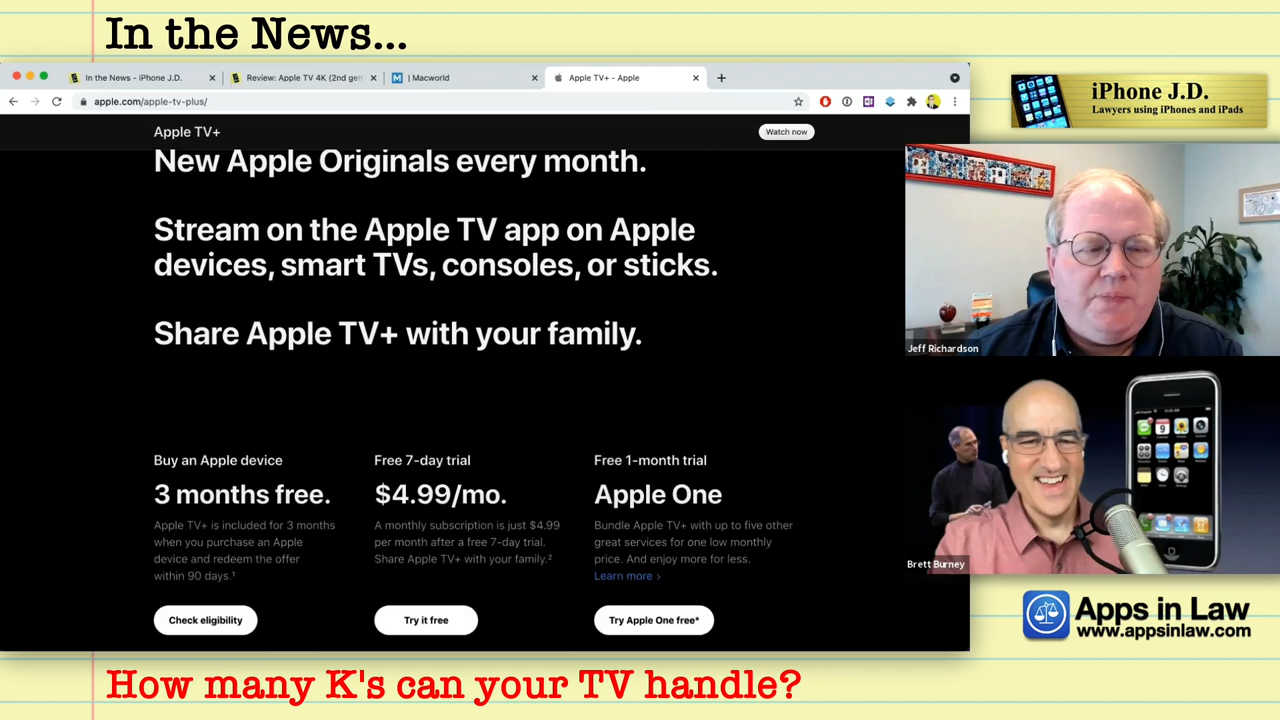 In the News...
In the News - iPhone J.D.
Review: Apple TV 4K (2nd gen
| Macworld
Apple TV+ - Apple
apple.com/apple-tv-plus/
Apple TV+
Watch now
New Apple Originals every month.
Stream on the Apple TV app on Apple
devices, smart TVs, consoles, or sticks.
Share Apple TV+ with your family.
Buy an Apple device
3 months free.
Apple TV+ is included for 3 months
when you purchase an Apple
device and redeem the offer
within 90 days.¹
Check eligibility
Free 7-day trial
$4.99/mo.
A monthly subscription is just $4.99
per month after a free 7-day trial.
Share Apple TV+ with your family.²
Try it free
Free 1-month trial
Apple One
Bundle Apple TV+ with up to five other
great services for one low monthly
price. And enjoy more for less.
Learn more >
Try Apple One free*
iPhone J.D.
Lawyers using iPhones and iPads
Jeff Richardson
Brett Burney
Apps in Law
www.appsinlaw.com
How many K's can your TV handle?